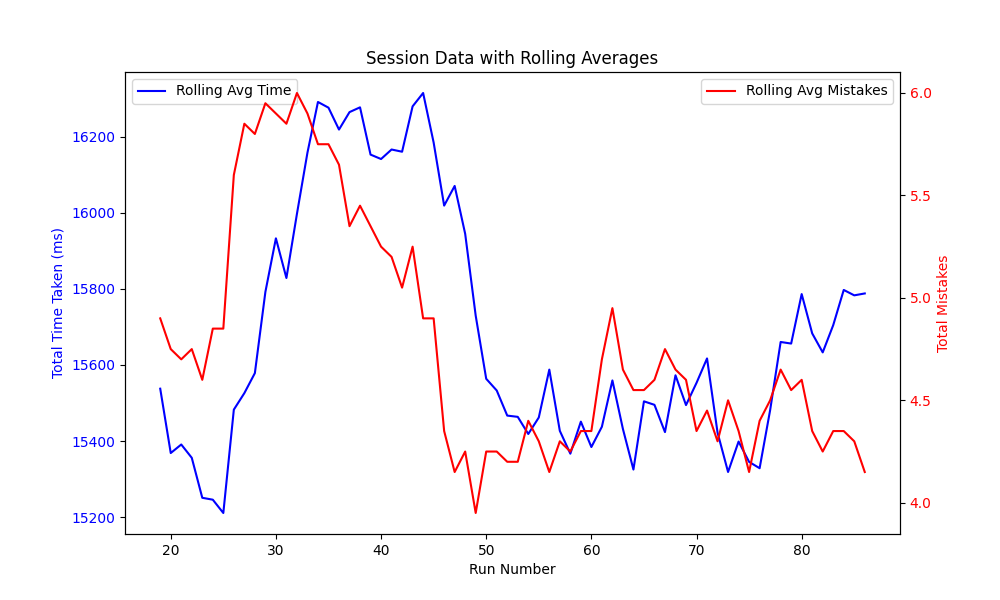 Session Data with Rolling Averages
Rolling Avg Time
Rolling Avg Mistakes
Total Time Taken (ms)
16200
16000
15800
15600
15400
15200
6.0
5.5
5.0
4.5
4.0
Total Mistakes
20 30 40 50 60 70 80
Run Number